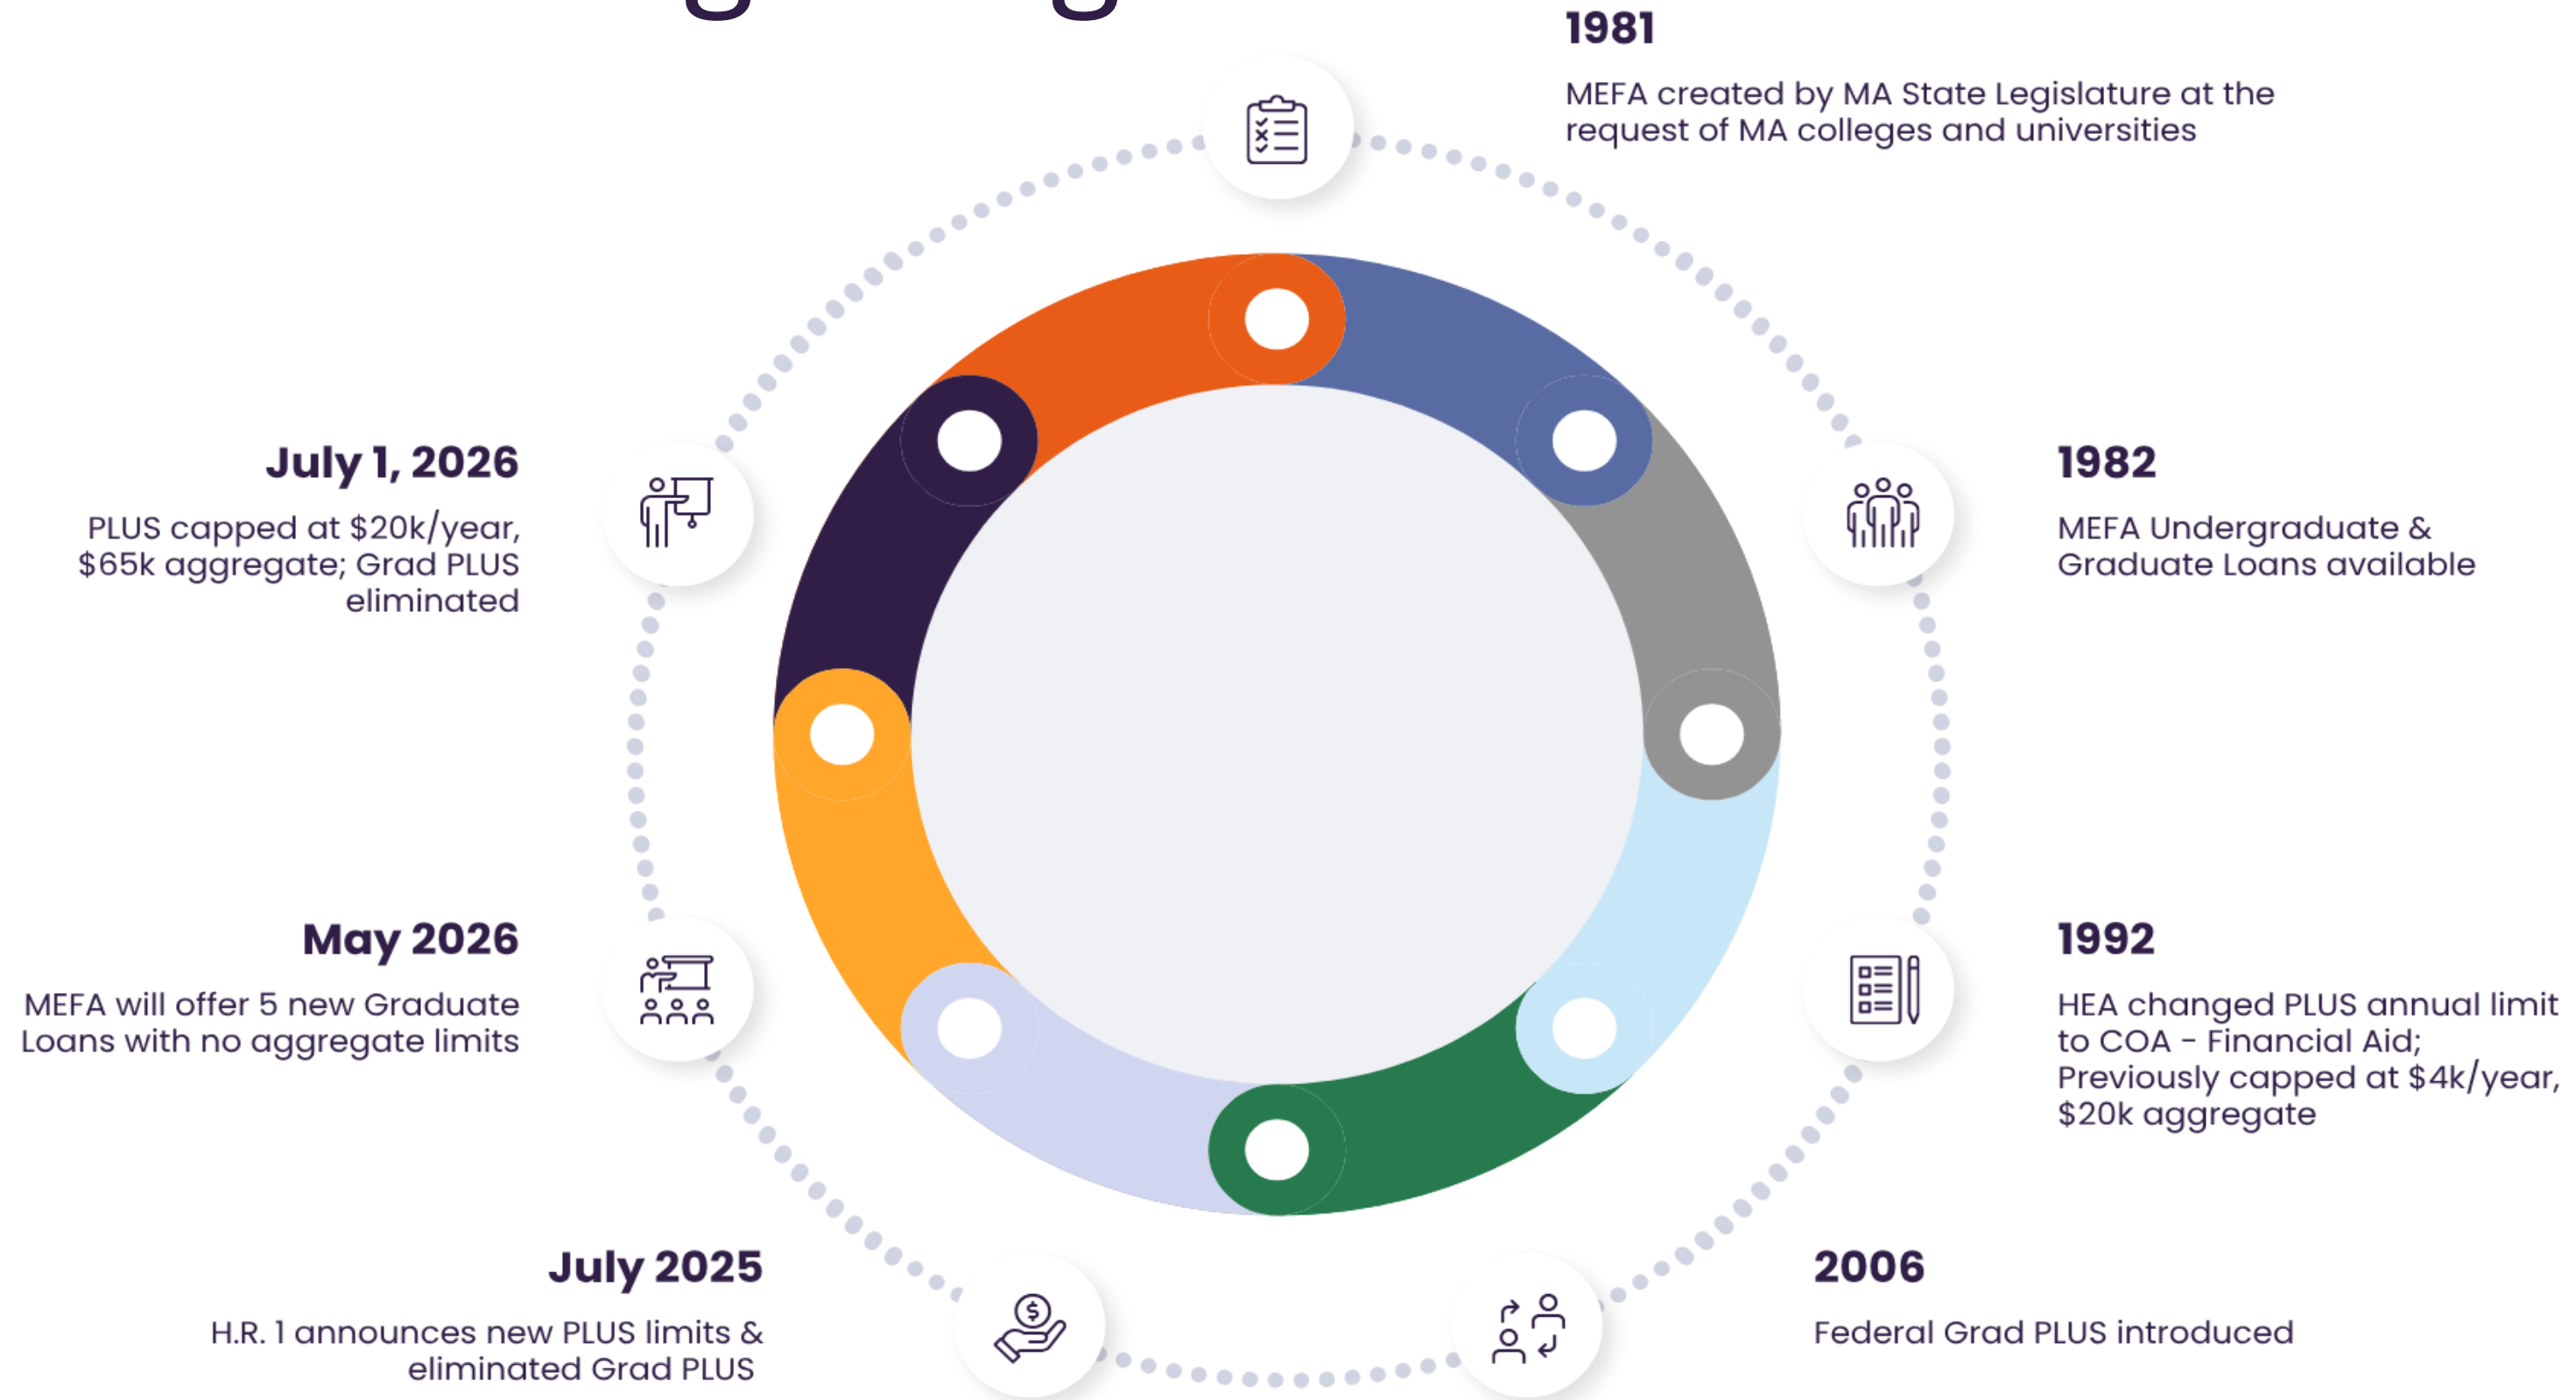 1981
MEFA created by MA State Legislature at the
request of MA colleges and universities
1982
MEFA Undergraduate &
Graduate Loans available
1992
HEA changed PLUS annual limit
to COA - Financial Aid;
Previously capped at $4k/year,
$20k aggregate
2006
Federal Grad PLUS introduced
July 2025
H.R. 1 announces new PLUS limits &
eliminated Grad PLUS
May 2026
MEFA will offer 5 new Graduate
Loans with no aggregate limits
July 1, 2026
PLUS capped at $20k/year,
$65k aggregate; Grad PLUS
eliminated